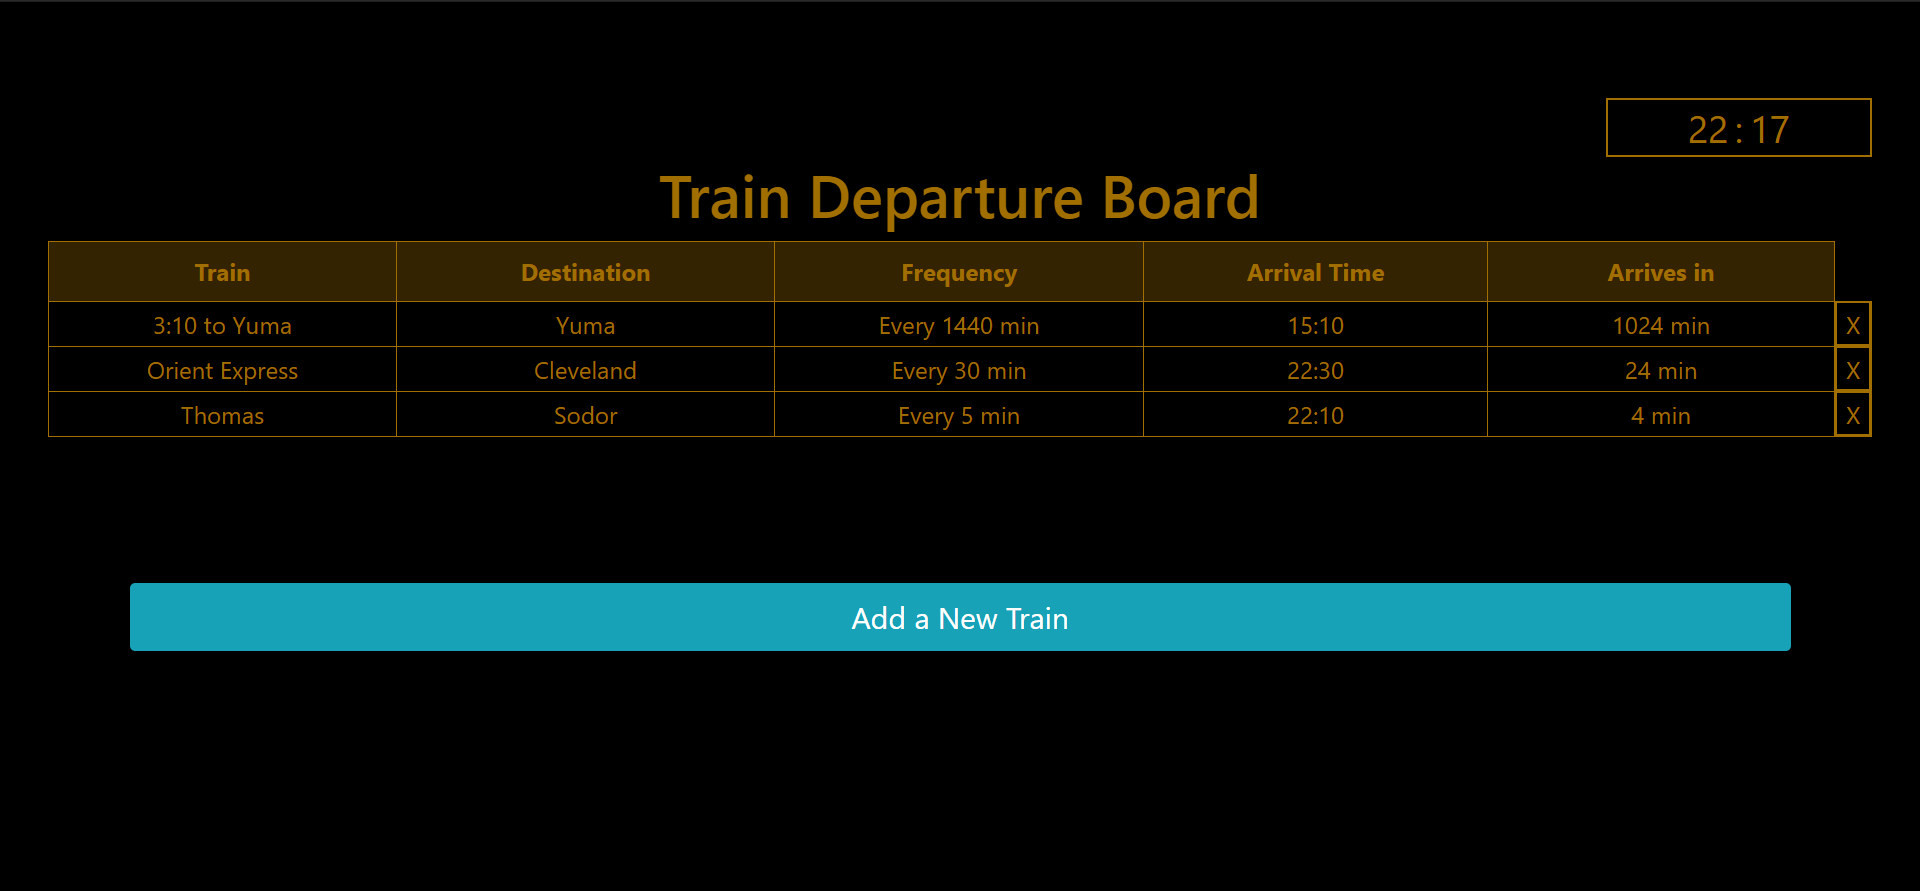 22 : 17
Train Departure Board
Train Destination Frequency Arrival Time Arrives in
3:10 to Yuma Yuma Every 1440 min 15:10 1024 min X
Orient Express Cleveland Every 30 min 22:30 24 min X
Thomas Sodor Every 5 min 22:10 4 min X
Add a New Train